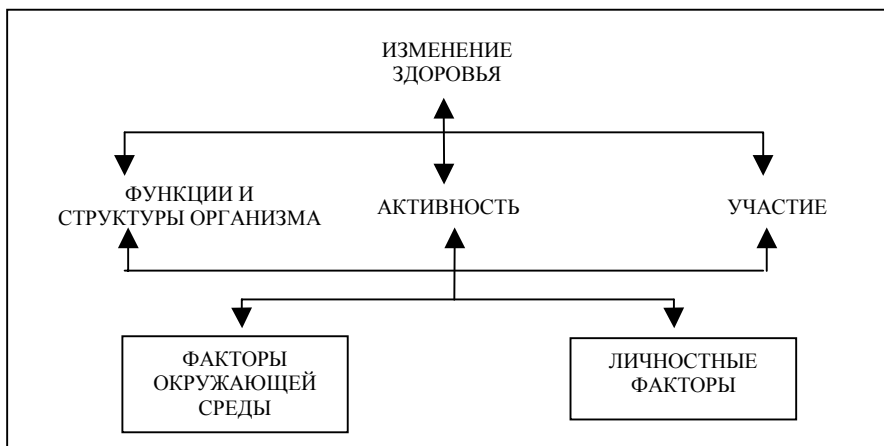 ИЗМЕНЕНИЕ
ЗДОРОВЬЯ
ФУНКЦИИ И
СТРУКТУРЫ ОРГАНИЗМА
АКТИВНОСТЬ
УЧАСТИЕ
ФАКТОРЫ
ОКРУЖАЮЩЕЙ
СРЕДЫ
ЛИЧНОСТНЫЕ
ФАКТОРЫ